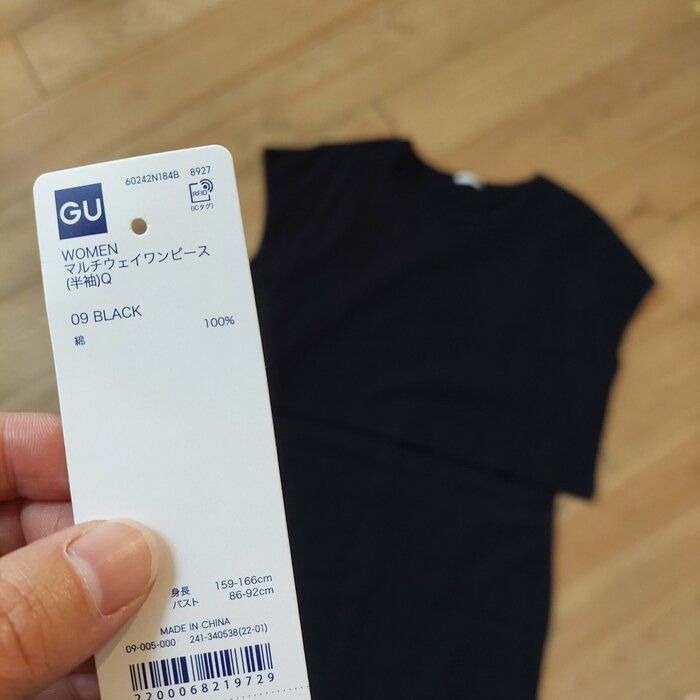 60242N184B 8927
GU
RFID
(ICタグ)
WOMEN
マルチウェイワンピース
(半袖)Q
09 BLACK
綿 100%
身長 159-166cm
バスト 86-92cm
MADE IN CHINA
09-005-000 241-340538(22-01)
2200068219729